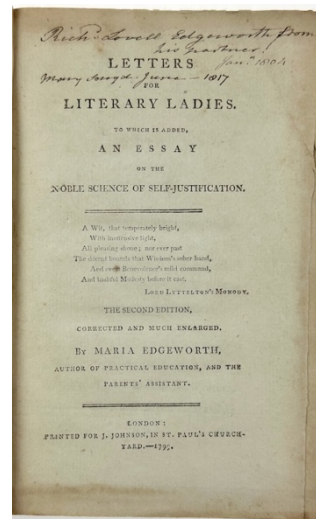 Richd. Lovell Edgeworth from
his partner.
LETTERS
Jany. 1804
Mary June — 1817
FOR
LITERARY LADIES.
TO WHICH IS ADDED,
AN ESSAY
ON THE
NOBLE SCIENCE OF SELF-JUSTIFICATION.
A Wit, that temperately bright,
With inoffensive light,
All pleasing shone; nor ever past
The decent bounds that Wisdom's sober hand,
And sweet Benevolence's mild command,
And bashful Modesty before it cast.
LORD LYTTELTON'S MONODY.
THE SECOND EDITION,
CORRECTED AND MUCH ENLARGED.
BY MARIA EDGEWORTH,
AUTHOR OF PRACTICAL EDUCATION, AND THE
PARENTS' ASSISTANT.
LONDON:
PRINTED FOR J. JOHNSON, IN ST. PAUL'S CHURCH-
YARD.—1799.